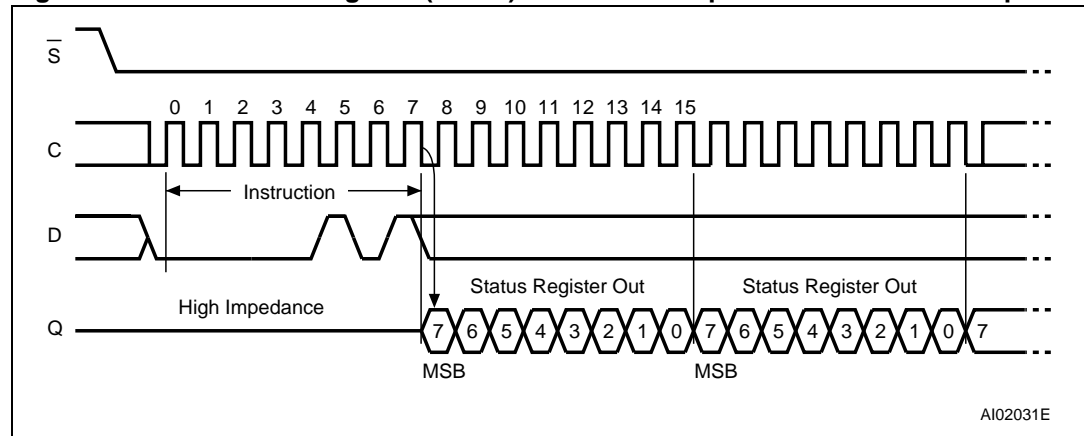 S
0 1 2 3 4 5 6 7 8 9 10 11 12 13 14 15
C
Instruction
D
Status Register Out Status Register Out
High Impedance
Q 7 6 5 4 3 2 1 0 7 6 5 4 3 2 1 0 7
MSB MSB
AI02031E